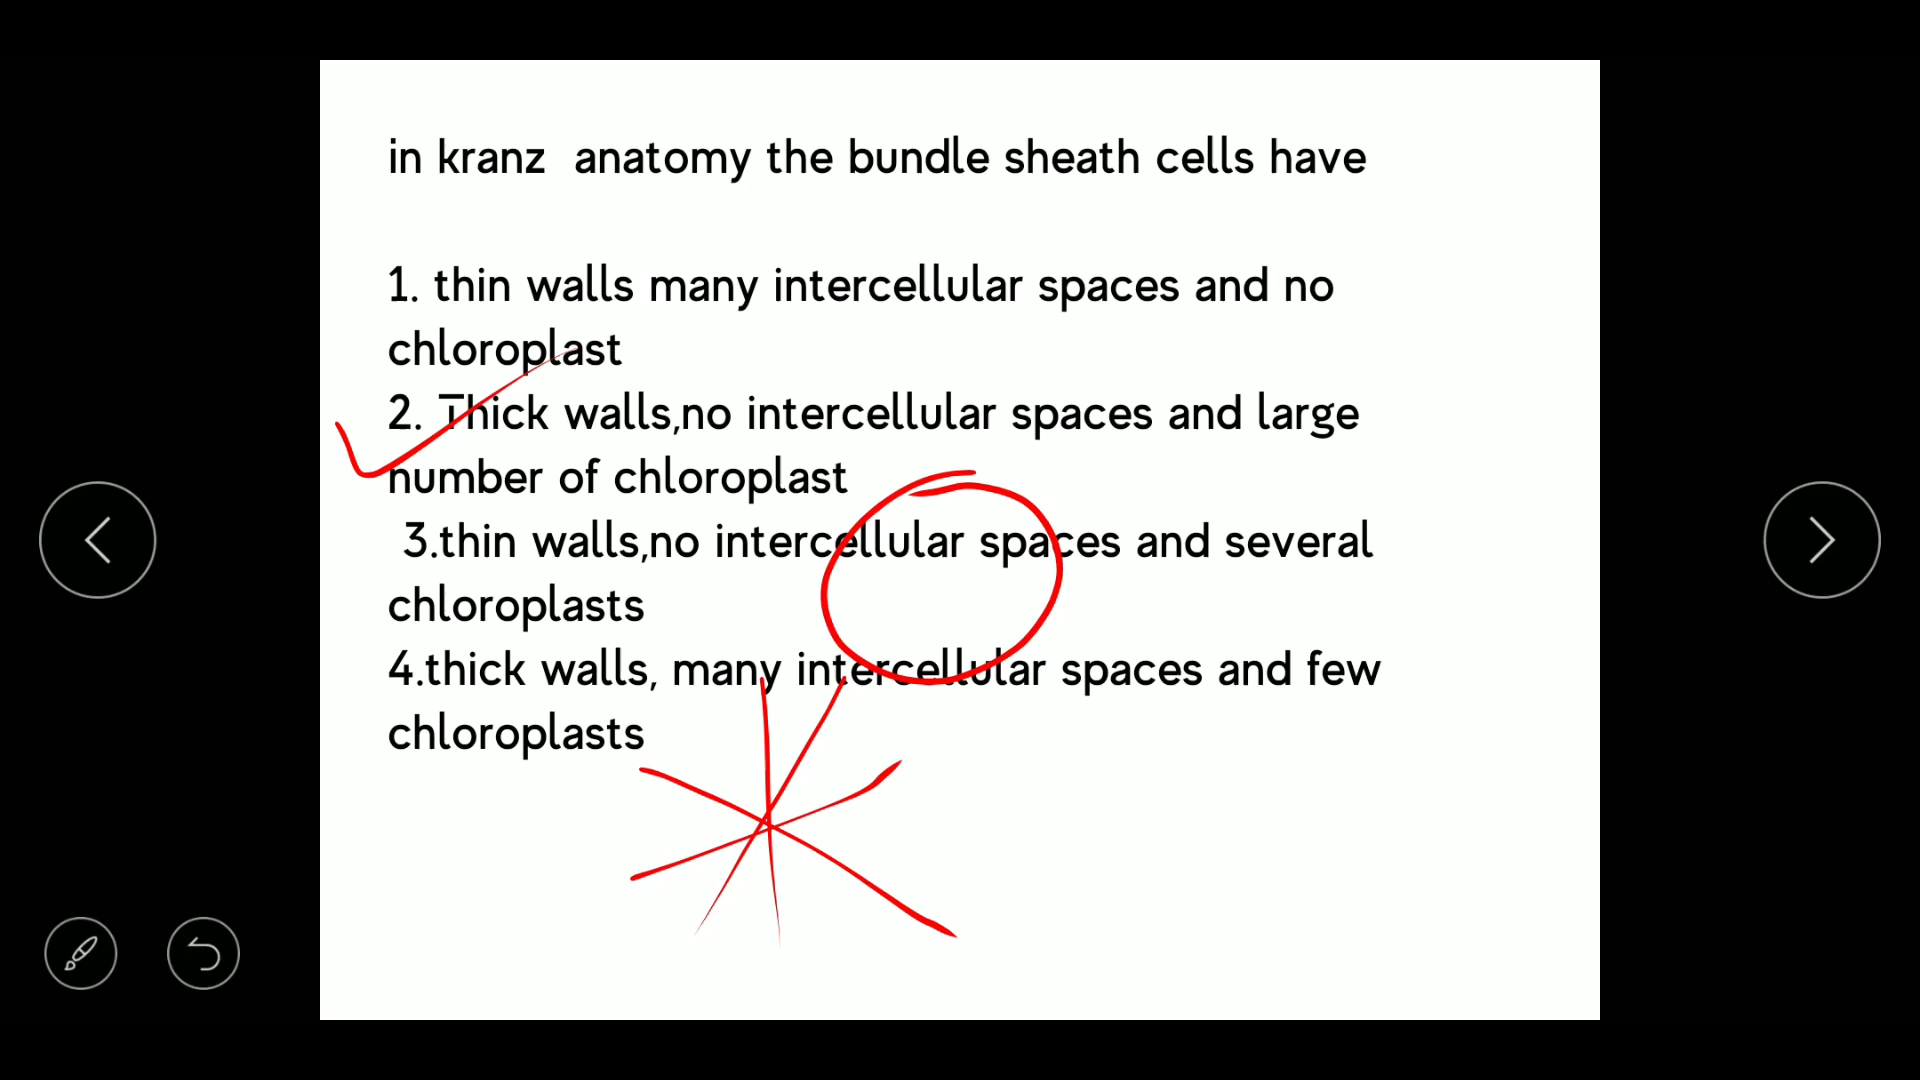 in kranz anatomy the bundle sheath cells have
1. thin walls many intercellular spaces and no
chloroplast
2. Thick walls,no intercellular spaces and large
number of chloroplast
3.thin walls,no intercellular spaces and several
chloroplasts
4.thick walls, many intercellular spaces and few
chloroplasts